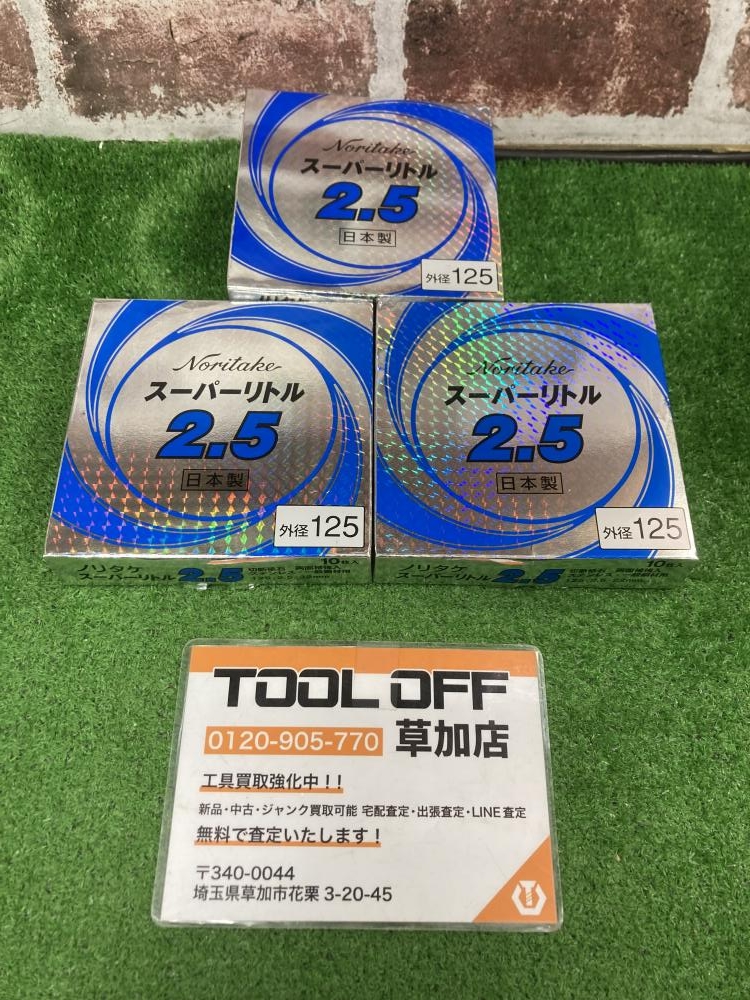 Noritake
スーパーリトル
2.5
日本製
外径125
Noritake
スーパーリトル
2.5
日本製
外径125
ノリタケ
スーパーリトル 2.5
10枚入
Noritake
スーパーリトル
2.5
日本製
外径125
ノリタケ
スーパーリトル 2.5
10枚入
TOOL OFF
0120-905-770 草加店
工具買取強化中!!
新品・中古・ジャンク買取可能 宅配査定・出張査定・LINE査定
無料で査定いたします!
〒340-0044
埼玉県草加市花栗 3-20-45